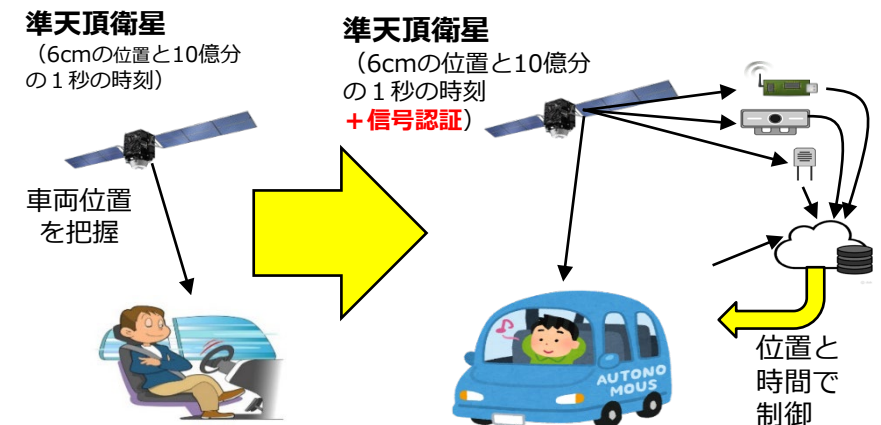 準天頂衛星
（6cmの位置と10億分
の１秒の時刻）
車両位置
を把握
準天頂衛星
（6cmの位置と10億分
の１秒の時刻
＋信号認証）
AUTONO
MOUS
位置と
時間で
制御